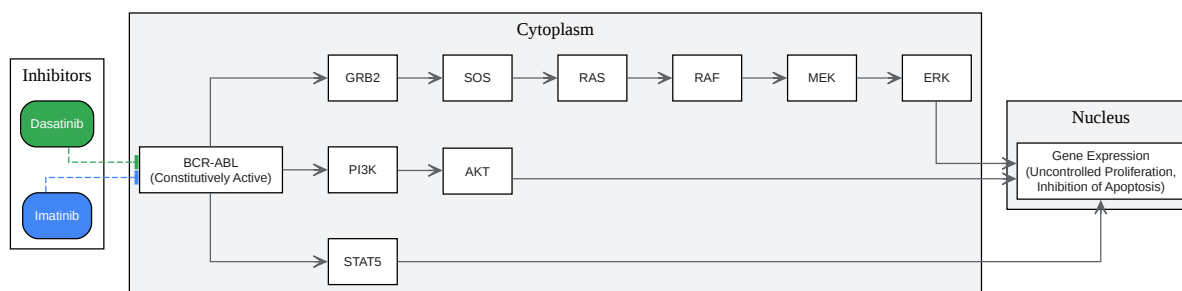 Cytoplasm
Inhibitors
GRB2
SOS
RAS
RAF
MEK
ERK
Dasatinib
Nucleus
BCR-ABL
(Constitutively Active)
PI3K
AKT
Gene Expression
(Uncontrolled Proliferation,
Inhibition of Apoptosis)
Imatinib
STAT5